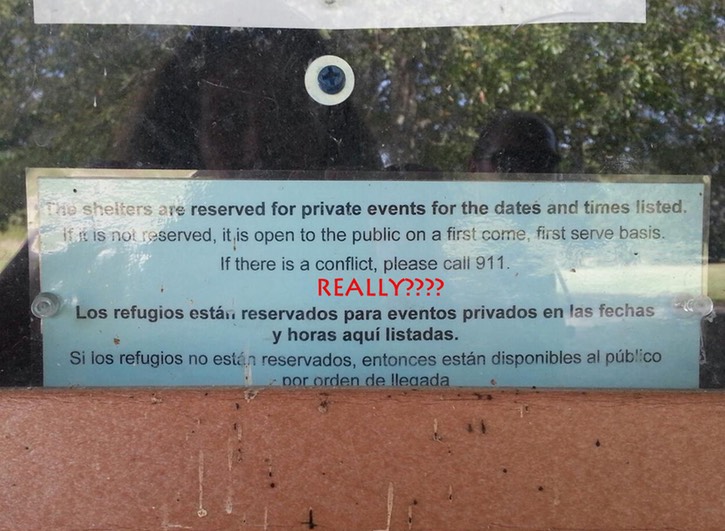 The shelters are reserved for private events for the dates and times listed.
If it is not reserved, it is open to the public on a first come, first serve basis.
If there is a conflict, please call 911.
REALLY????
Los refugios están reservados para eventos privados en las fechas
y horas aquí listadas.
Si los refugios no están reservados, entonces están disponibles al público
por orden de llegada